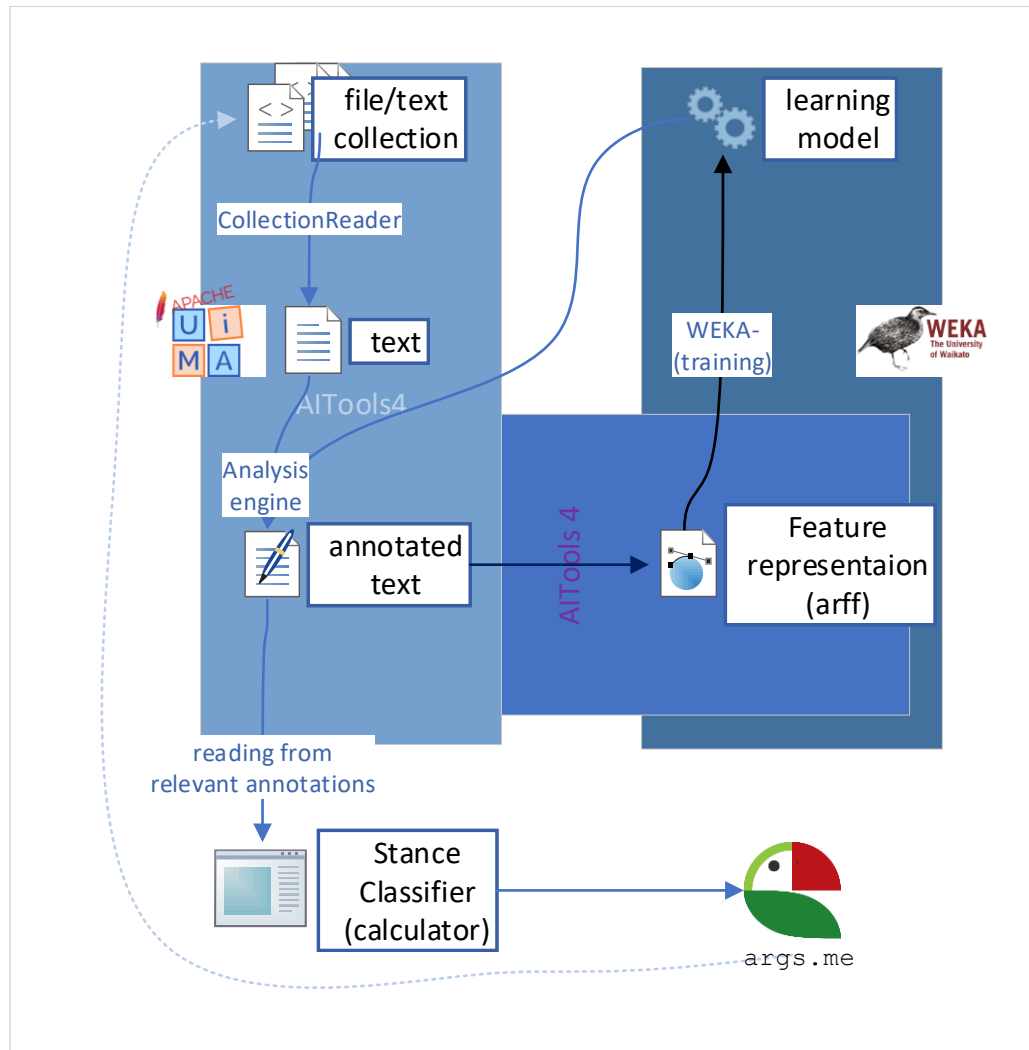 file/text
collection
< >
learning
model
CollectionReader
APACHE
U i
M A
text
WEKA-
(training)
WEKA
The University
of Waikato
AITools4
Analysis
engine
annotated
text
AITools 4
Feature
representaion
(arff)
reading from
relevant annotations
Stance
Classifier
(calculator)
args.me